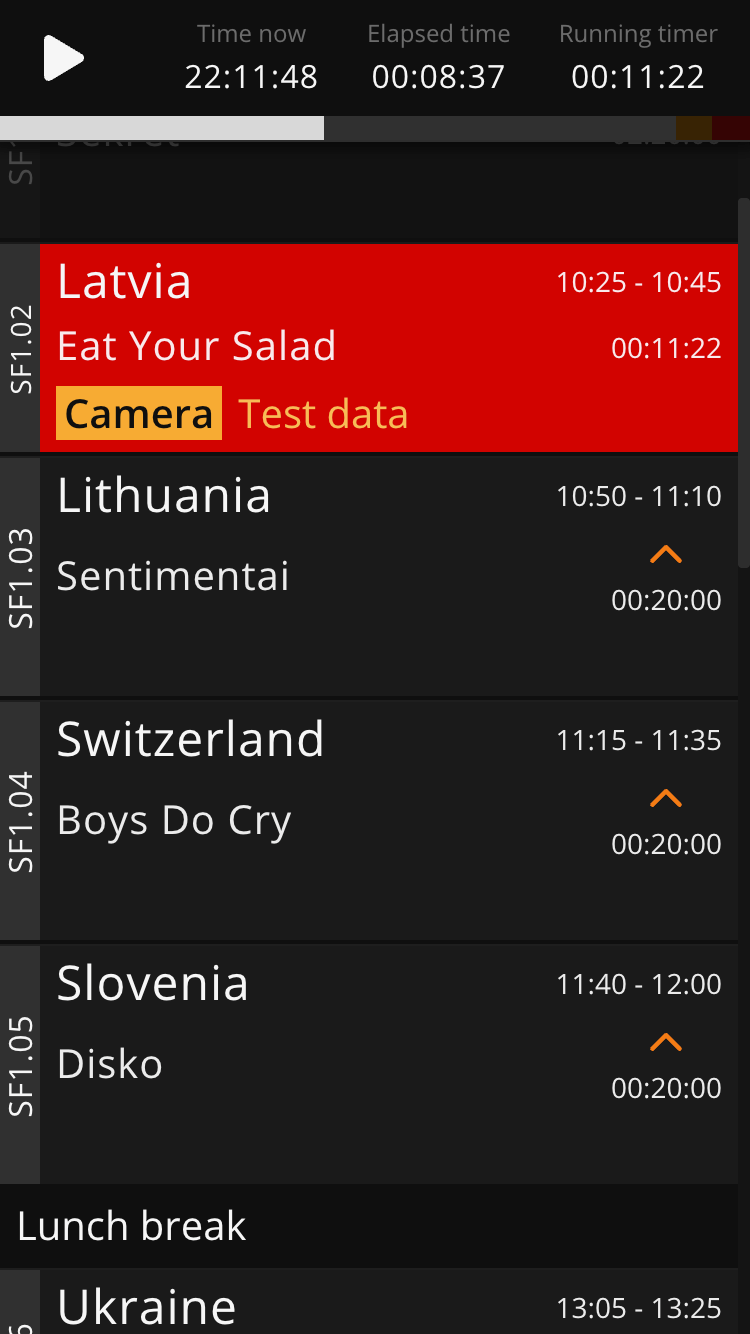 Time now Elapsed time Running timer
22:11:48 00:08:37 00:11:22
SF1.02
Latvia 10:25 - 10:45
Eat Your Salad 00:11:22
Camera Test data
SF1.03
Lithuania 10:50 - 11:10
Sentimentai
00:20:00
SF1.04
Switzerland 11:15 - 11:35
Boys Do Cry
00:20:00
SF1.05
Slovenia 11:40 - 12:00
Disko
00:20:00
Lunch break
Ukraine 13:05 - 13:25